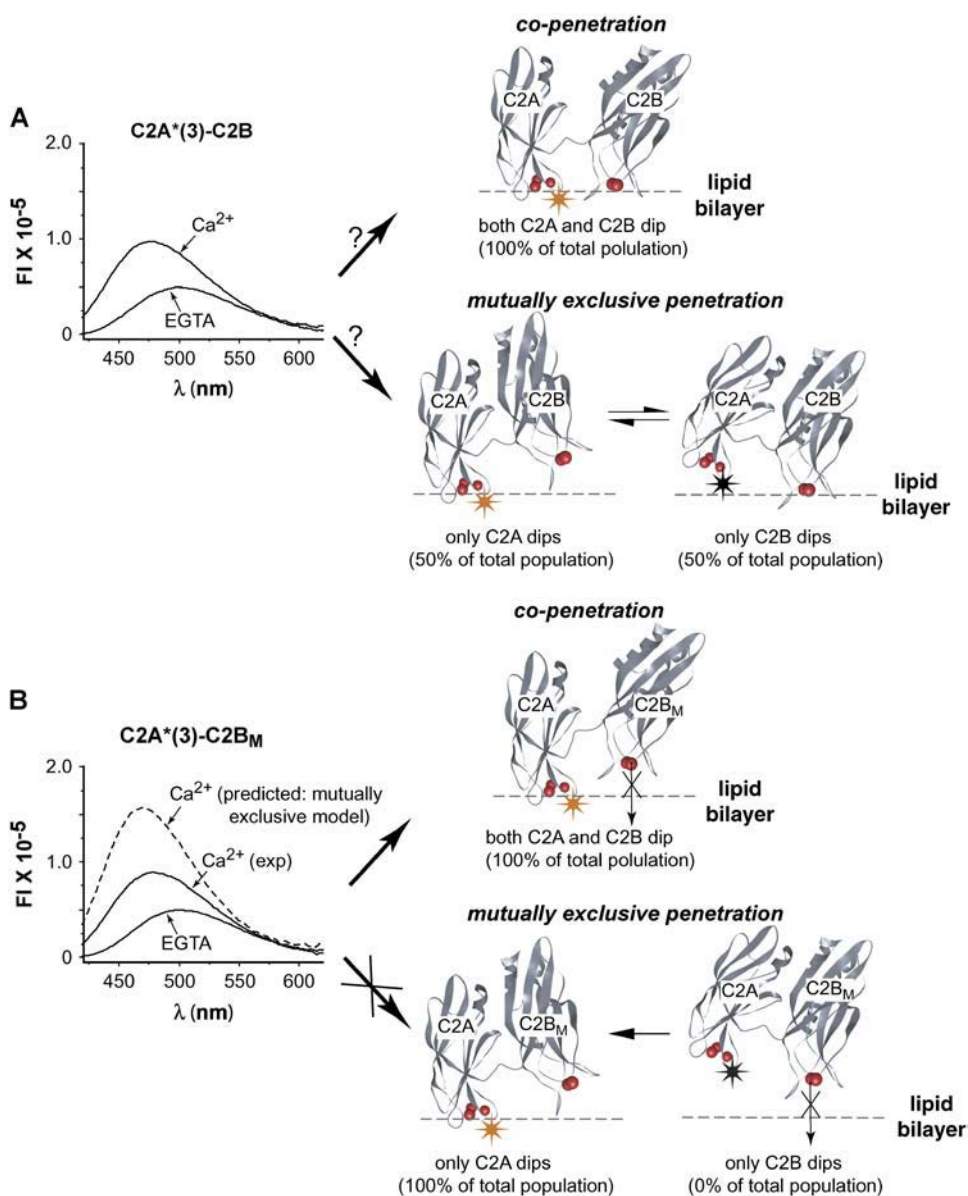 co-penetration
A
C2A*(3)-C2B
C2A
C2B
2.0
1.0
0
FI X 10-5
Ca2+
EGTA
450
500
550
600
λ (nm)
?
?
lipid
bilayer
both C2A and C2B dip
(100% of total polulation)
mutually exclusive penetration
C2A
C2B
C2A
C2B
lipid
bilayer
only C2A dips
(50% of total population)
only C2B dips
(50% of total population)
co-penetration
B
C2A*(3)-C2BM
C2A
C2BM
2.0
1.0
0
FI X 10-5
Ca2+ (predicted: mutually
exclusive model)
Ca2+ (exp)
EGTA
450
500
550
600
λ (nm)
lipid
bilayer
both C2A and C2B dip
(100% of total polulation)
mutually exclusive penetration
C2A
C2BM
C2A
C2BM
lipid
bilayer
only C2A dips
(100% of total population)
only C2B dips
(0% of total population)